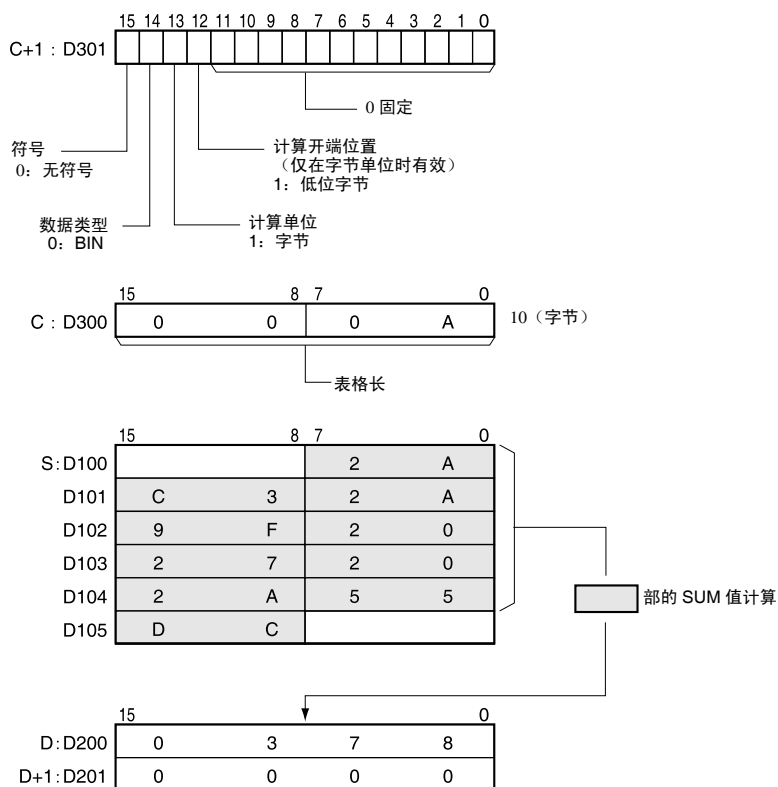 15 14 13 12 11 10 9 8 7 6 5 4 3 2 1 0
C+1：D301
0 固定
符号
0：无符号
计算开端位置
（仅在字节单位时有效）
1：低位字节
数据类型
0：BIN
计算单位
1：字节
15 8 7 0
C：D300 0 0 0 A 10（字节）
表格长
15 8 7 0
S:D100 2 A
D101 C 3 2 A
D102 9 F 2 0
D103 2 7 2 0
D104 2 A 5 5
部的 SUM 值计算
D105 D C
15 0
D:D200 0 3 7 8
D+1:D201 0 0 0 0